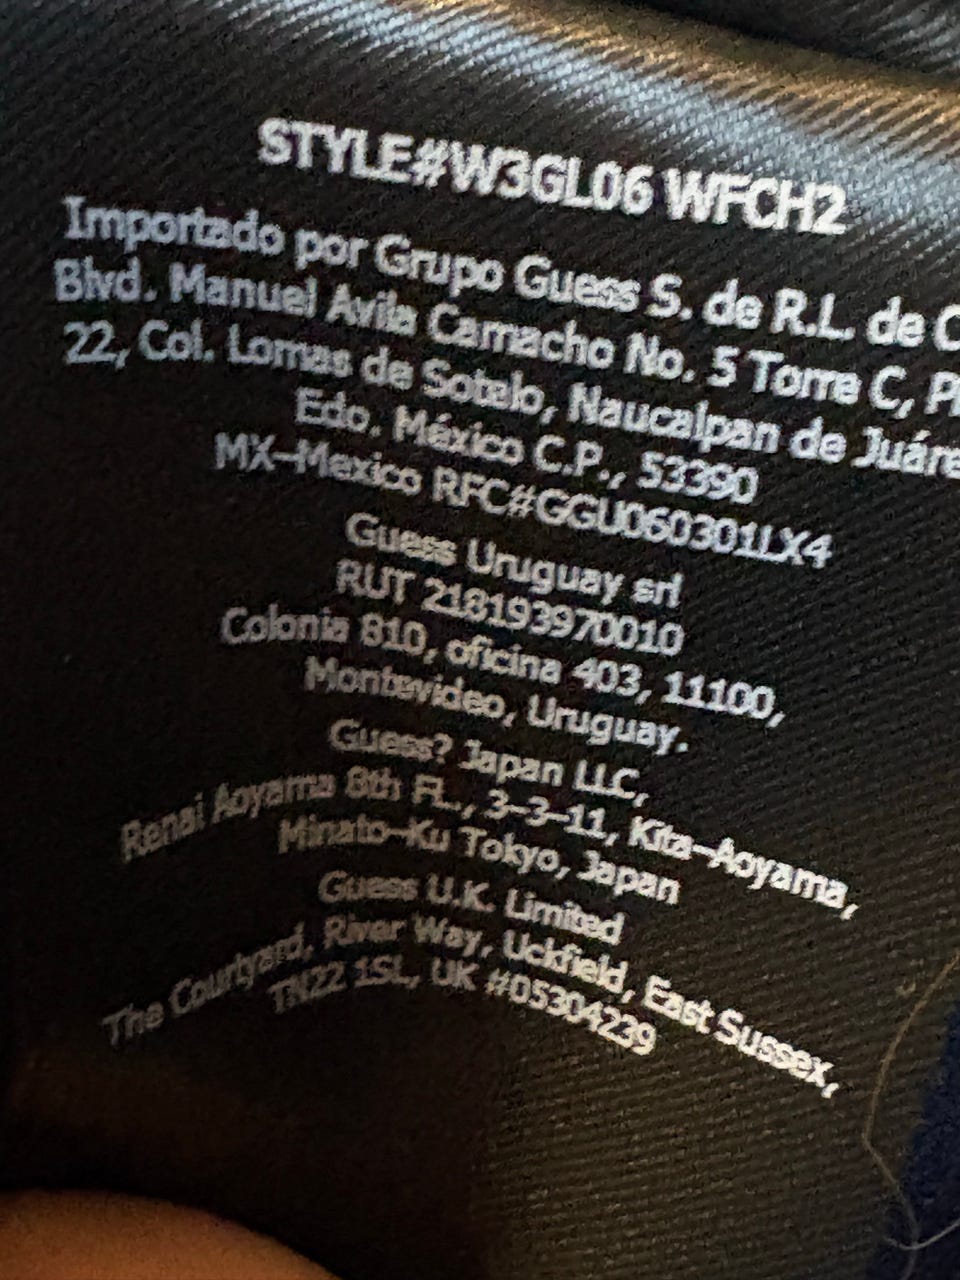 STYLE#W3GL06 WFCH2
Importado por Grupo Guess S. de R.L. de C
Blvd. Manuel Avila Camacho No. 5 Torre C, Pi
22, Col. Lomas de Sotelo, Naucalpan de Juáre
Edo. México C.P., 53390
MX-Mexico RFC#GGU060301LX4
Guess Uruguay srl
RUT 218193970010
Colonia 810, oficina 403, 11100,
Montevideo, Uruguay.
Guess? Japan LLC,
Renai Aoyama 8th FL., 3-3-11, Kita-Aoyama,
Minato-Ku Tokyo, Japan
Guess U.K. Limited
The Courtyard, River Way, Uckfield, East Sussex,
TN22 1SL, UK #05304239